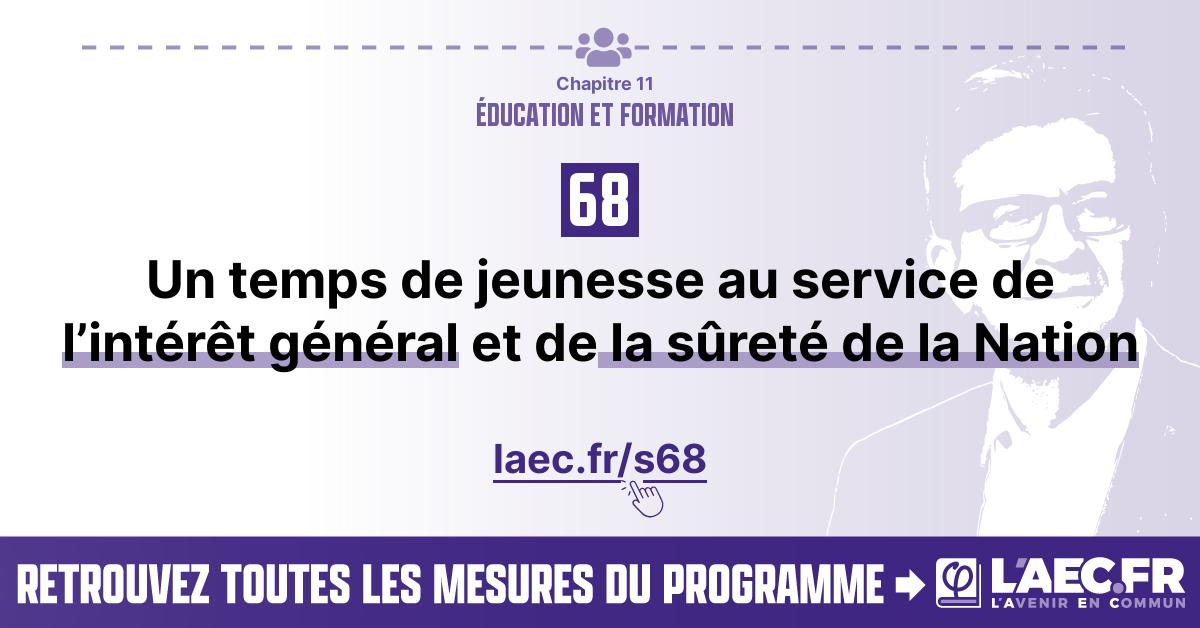 Chapitre 11
ÉDUCATION ET FORMATION
68
Un temps de jeunesse au service de
l’intérêt général et de la sûreté de la Nation
laec.fr/s68
RETROUVEZ TOUTES LES MESURES DU PROGRAMME
φ
L'AEC.FR
L'AVENIR EN COMMUN